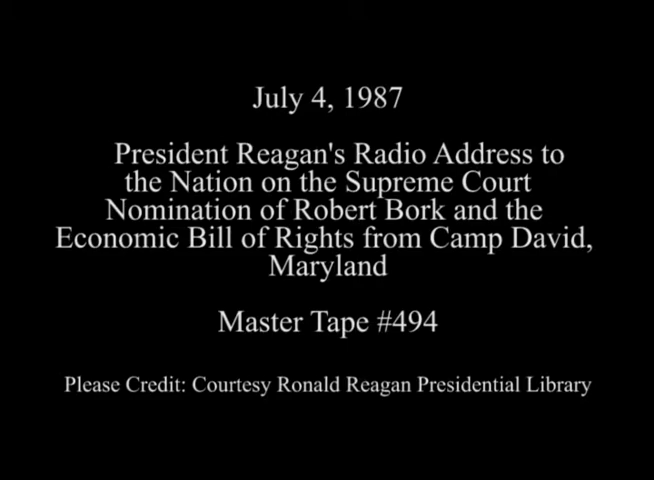 July 4, 1987
President Reagan's Radio Address to
the Nation on the Supreme Court
Nomination of Robert Bork and the
Economic Bill of Rights from Camp David,
Maryland
Master Tape #494
Please Credit: Courtesy Ronald Reagan Presidential Library